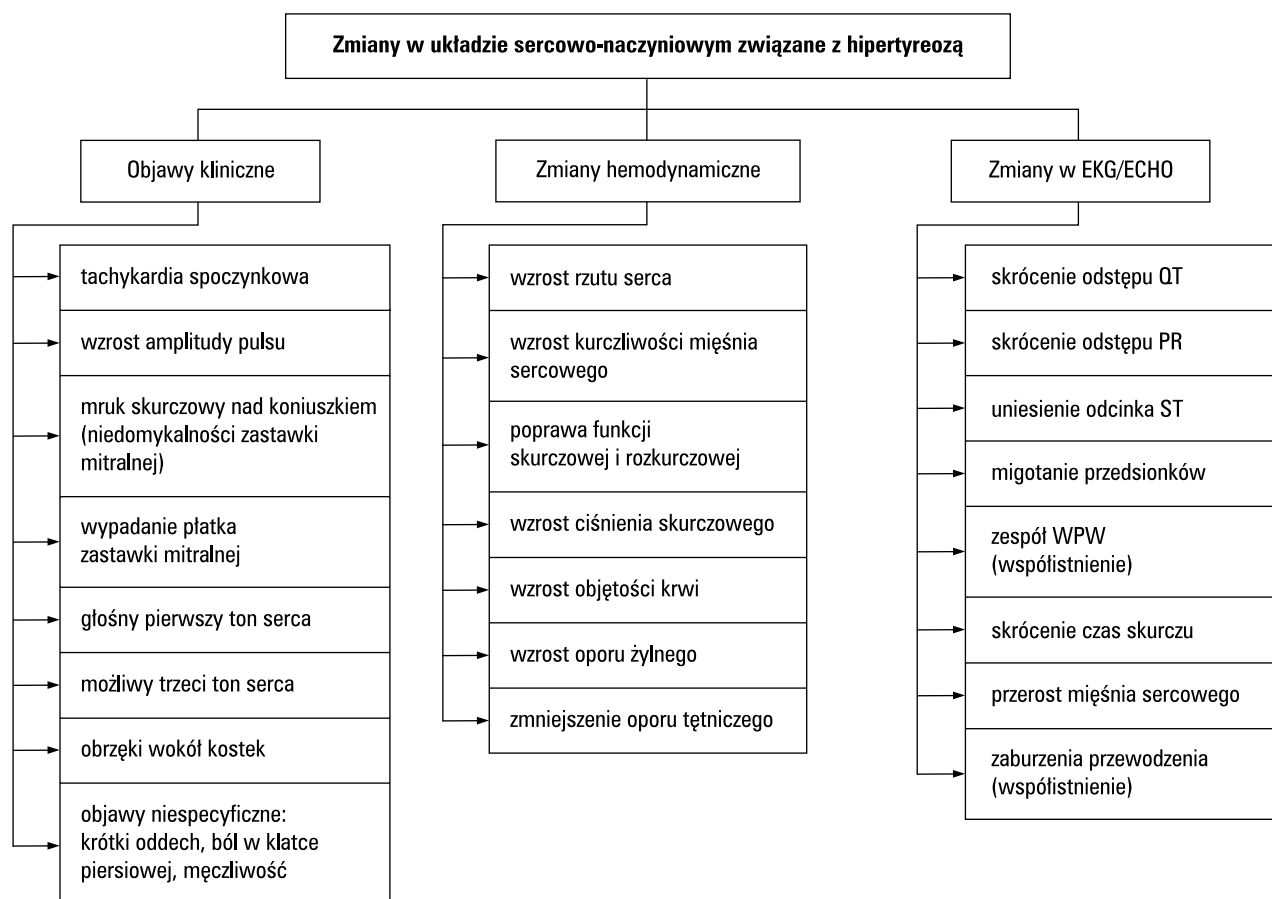 Zmiany w układzie sercowo-naczyniowym związane z hipertyreozą
Objawy kliniczne
tachykardia spoczynkowa
wzrost amplitudy pulsu
mruk skurczowy nad koniuszkiem
(niedomykalności zastawki
mitralnej)
wypadanie płatka
zastawki mitralnej
głośny pierwszy ton serca
możliwy trzeci ton serca
obrzęki wokół kostek
objawy niespecyficzne:
krótki oddech, ból w klatce
piersiowej, męczliwość
Zmiany hemodynamiczne
wzrost rzutu serca
wzrost kurczliwości mięśnia
sercowego
poprawa funkcji
skurczowej i rozkurczowej
wzrost ciśnienia skurczowego
wzrost objętości krwi
wzrost oporu żylnego
zmniejszenie oporu tętniczego
Zmiany w EKG/ECHO
skrócenie odstępu QT
skrócenie odstępu PR
uniesienie odcinka ST
migotanie przedsionków
zespół WPW
(współistnienie)
skrócenie czas skurczu
przerost mięśnia sercowego
zaburzenia przewodzenia
(współistnienie)